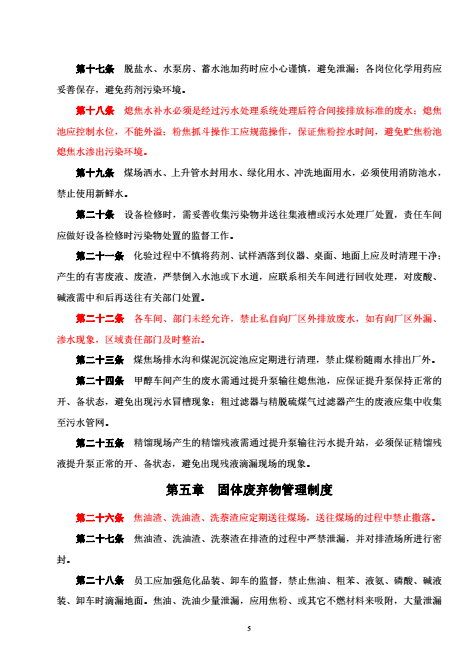 第十七条 脱盐水、水泵房、蓄水池加药时应小心谨慎，避免泄漏；各岗位化学用药应
妥善保存，避免药剂污染环境。
第十八条 熄焦水补水必须是经过污水处理系统处理后符合间接排放标准的废水；熄焦
池应控制水位，不能外溢；粉焦抓斗操作工应规范操作，保证焦粉控水时间，避免贮焦粉池
熄焦水渗出污染环境。
第十九条 煤场洒水、上升管水封用水、绿化用水、冲洗地面用水，必须使用消防池水，
禁止使用新鲜水。
第二十条 设备检修时，需妥善收集污染物并送往集液槽或污水处理厂处置，责任车间
应做好设备检修时污染物处置的监督工作。
第二十一条 化验过程中不慎将药剂、试样洒落到仪器、桌面、地面上应及时清理干净；
产生的有害废液、废渣，严禁倒入水池或下水道，应联系相关车间进行回收处理，对废酸、
碱液需中和后再送往有关部门处置。
第二十二条 各车间、部门未经允许，禁止私自向厂区外排放废水，如有向厂区外漏、
渗水现象，区域责任部门及时整治。
第二十三条 煤焦场排水沟和煤泥沉淀池应定期进行清理，禁止煤粉随雨水排出厂外。
第二十四条 甲醇车间产生的废水需通过提升泵输往熄焦池，应保证提升泵保持正常的
开、备状态，避免出现污水冒槽现象；粗过滤器与精脱硫煤气过滤器产生的废液应集中收集
至污水管网。
第二十五条 精馏现场产生的精馏残液需通过提升泵输往污水提升站，必须保证精馏残
液提升泵正常的开、备状态，避免出现残液滴漏现场的现象。
第五章 固体废弃物管理制度
第二十六条 焦油渣、洗油渣、洗萘渣应定期送往煤场，送往煤场的过程中禁止撒落。
第二十七条 焦油渣、洗油渣、洗萘渣在排渣的过程中严禁泄漏，并对排渣场所进行密
封。
第二十八条 员工应加强危化品装、卸车的监督，禁止焦油、粗苯、液氨、磷酸、碱液
装、卸车时滴漏地面。焦油、洗油少量泄漏，应用焦粉、或其它不燃材料来吸附，大量泄漏
5